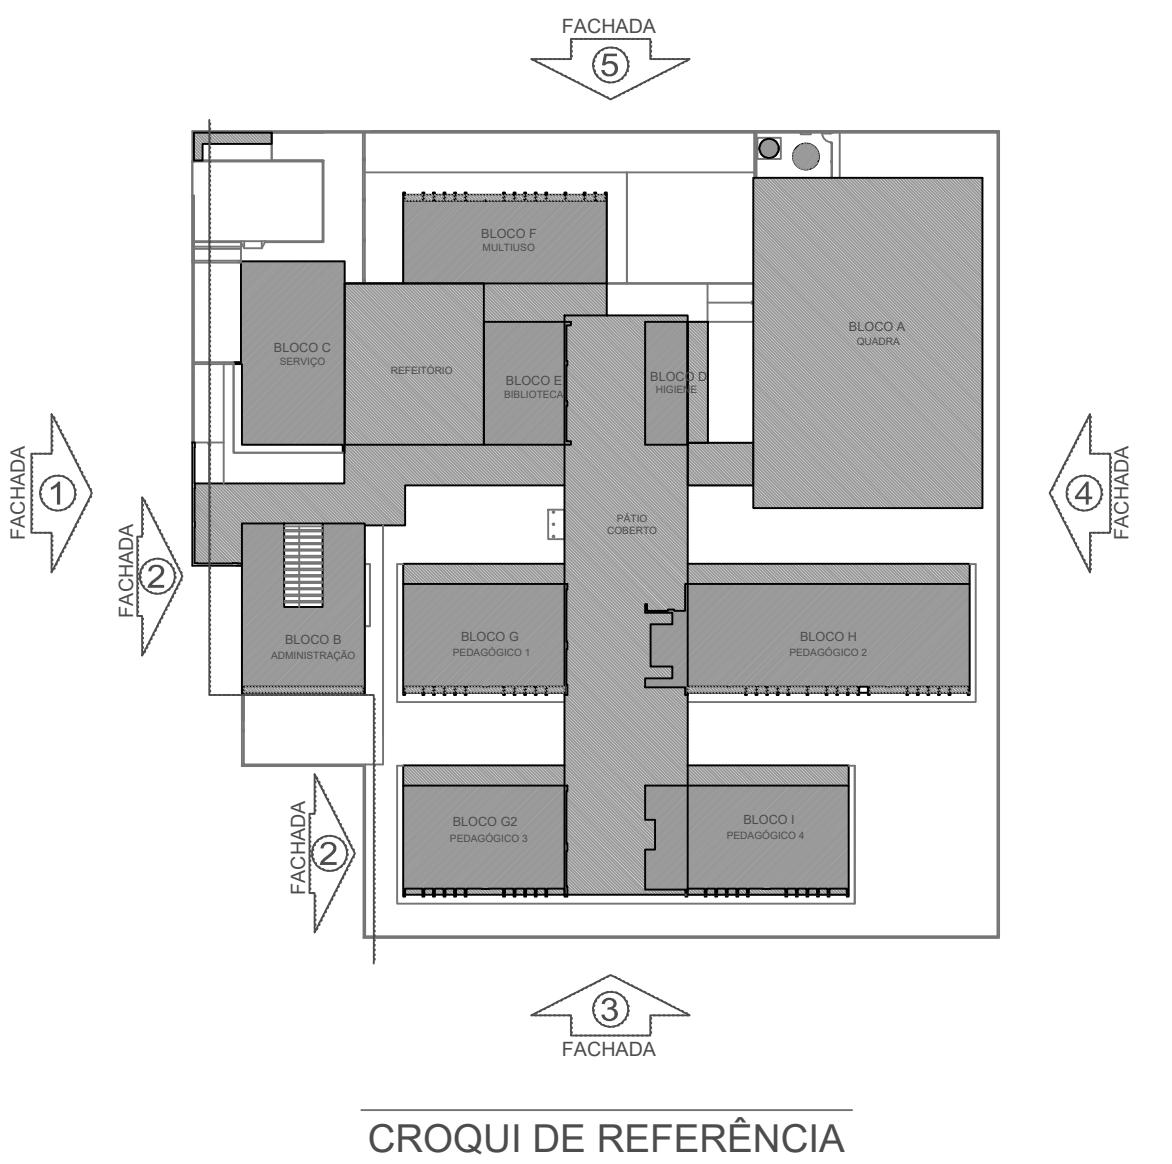 FACHADA
5
BLOCO F
MULTIUSO
BLOCO A
QUADRA
BLOCO C
SERVIÇO
REFEITÓRIO
BLOCO E
BIBLIOTECA
BLOCO D
HIGIENE
FACHADA
1
FACHADA
4
PÁTIO
COBERTO
FACHADA
2
BLOCO B
ADMINISTRAÇÃO
BLOCO G
PEDAGÓGICO 1
BLOCO H
PEDAGÓGICO 2
FACHADA
2
BLOCO G2
PEDAGÓGICO 3
BLOCO I
PEDAGÓGICO 4
3
FACHADA
CROQUI DE REFERÊNCIA